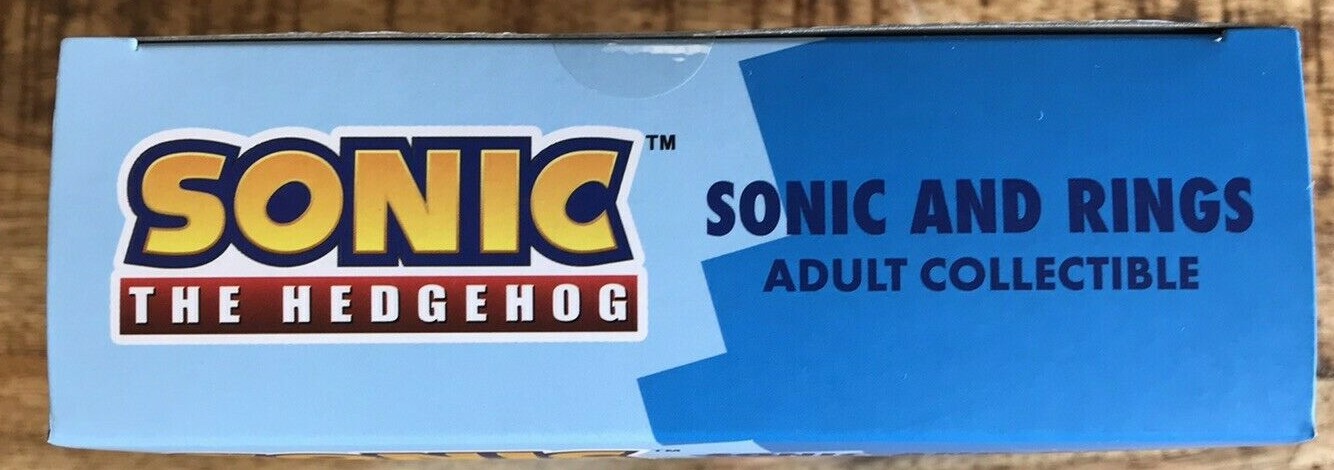 SONIC™
THE HEDGEHOG
SONIC AND RINGS
ADULT COLLECTIBLE